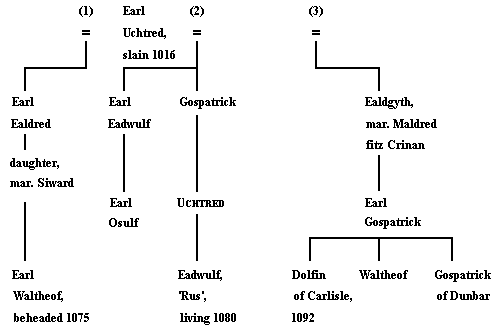 (1) Earl (2) (3)
= Uchtred, = =
slain 1016
Earl Earl Gospatrick Ealdgyth,
Ealdred Eadwulf mar. Maldred
fitz Crinan
daughter,
mar. Siward
Earl UCHTRED Earl
Osulf Gospatrick
Earl Eadwulf, Dolfin Waltheof Gospatrick
Waltheof, 'Rus', of Carlisle, of Dunbar
beheaded 1075 living 1080 1092